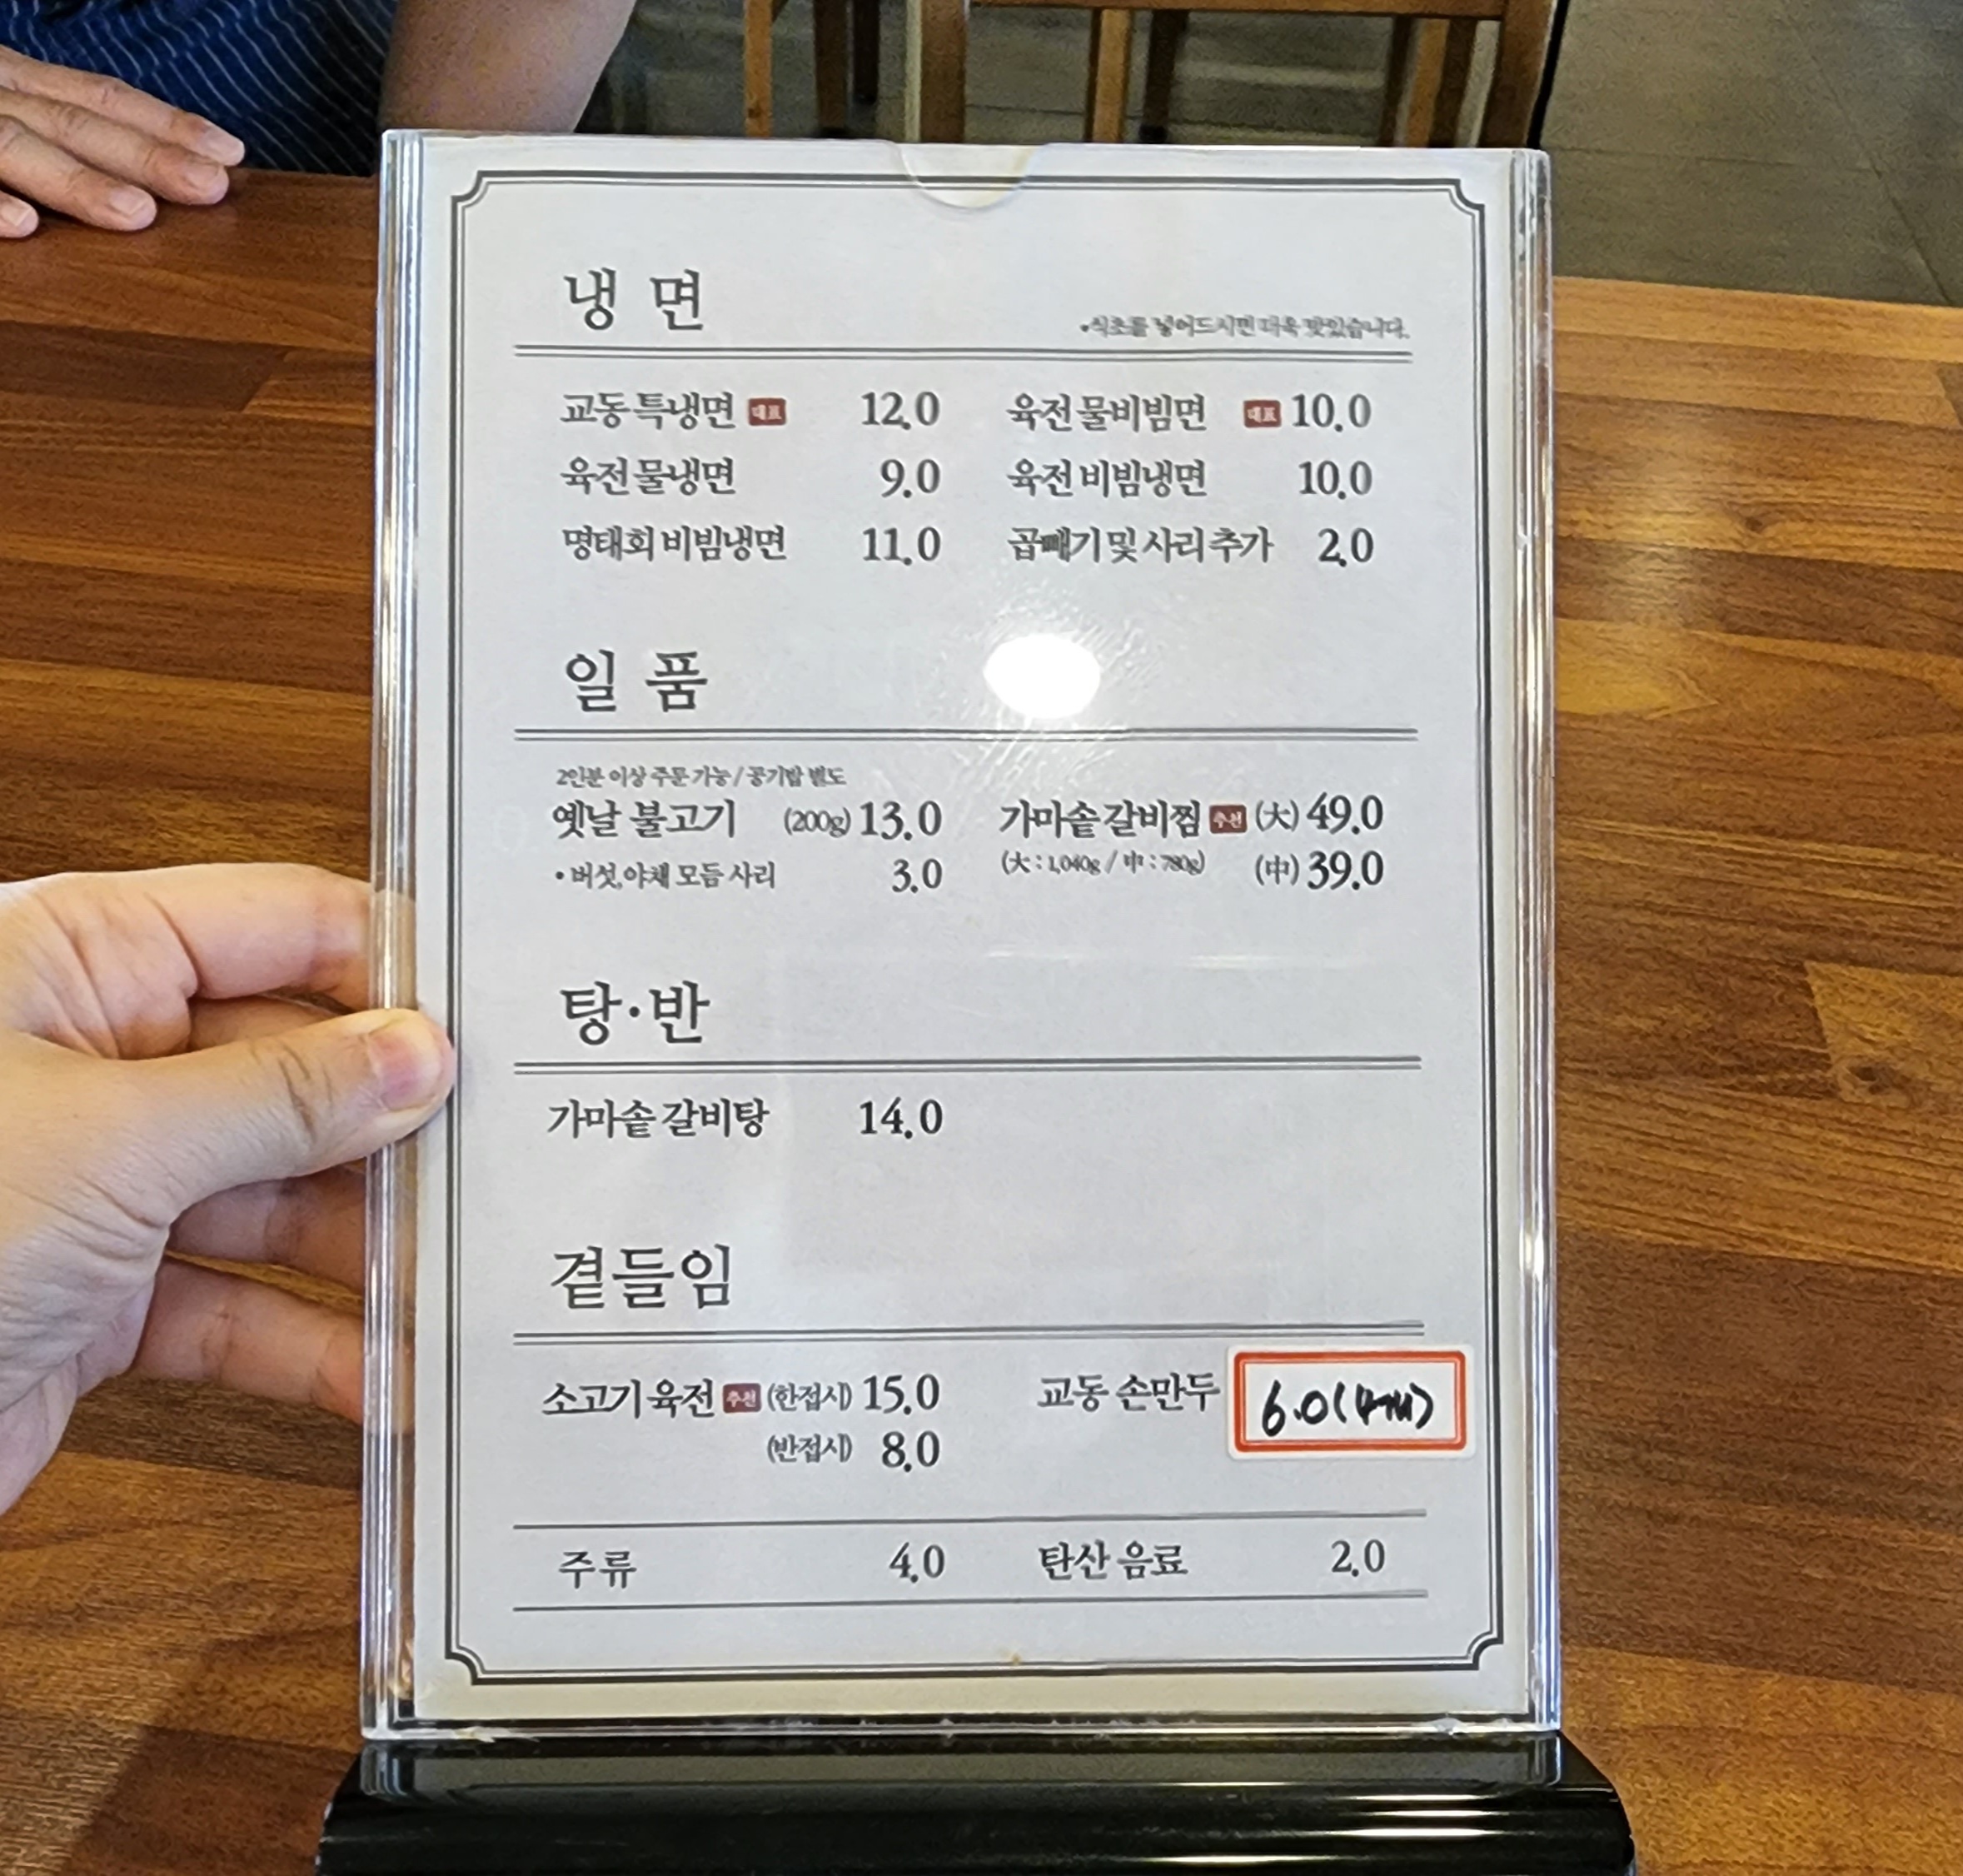 냉면
•식초를 넣어드시면 더욱 맛있습니다.
교동 특냉면 대표 12.0
육전 물비빔면 대표 10.0
육전 물냉면 9.0
육전 비빔냉면 10.0
명태회 비빔냉면 11.0
곱빼기 및 사리 추가 2.0
일품
2인분 이상 주문 가능 / 공기밥 별도
옛날 불고기 (200g) 13.0
가마솥 갈비찜 추천 (大) 49.0
• 버섯,야채 모듬 사리 3.0
(大 : 1,040g / 中 : 780g) (中) 39.0
탕·반
가마솥 갈비탕 14.0
곁들임
소고기 육전 추천 (한접시) 15.0
교동 손만두 6.0(4개)
(반접시) 8.0
주류 4.0
탄산 음료 2.0